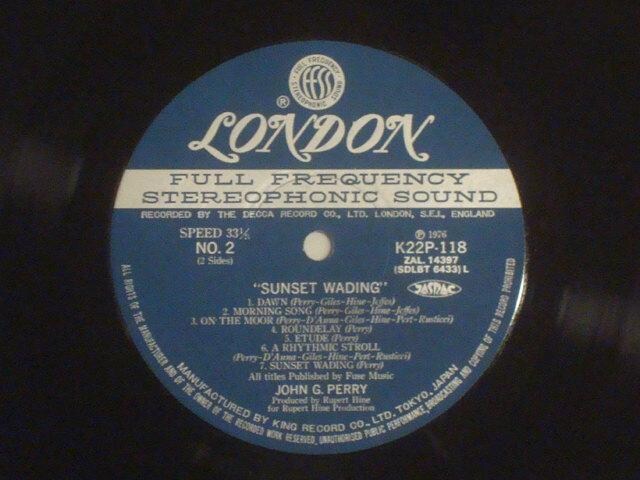 FULL FREQUENCY
FFSS
STEREOPHONIC SOUND
®
LONDON
FULL FREQUENCY
STEREOPHONIC SOUND
RECORDED BY THE DECCA RECORD CO., LTD. LONDON, S.E.I., ENGLAND
SPEED 33⅓
NO. 2
(2 Sides)
Ⓟ 1976
K22P-118
ZAL. 14397
(SDLBT 6433) L
JASRAC
"SUNSET WADING"
1. DAWN (Perry-Giles-Hine-Jeffes)
2. MORNING SONG (Perry-Giles-Hine-Jeffes)
3. ON THE MOOR (Perry-D'Anna-Giles-Hine-Pert-Rusticci)
4. ROUNDELAY (Perry)
5. ETUDE (Perry)
6. A RHYTHMIC STROLL
(Perry-D'Anna-Giles-Hine-Pert-Rusticci)
7. SUNSET WADING (Perry)
All titles Published by Fuse Music
JOHN G. PERRY
Produced by Rupert Hine
for Rupert Hine Production
MANUFACTURED BY KING RECORD CO., LTD. TOKYO, JAPAN
ALL RIGHTS OF THE MANUFACTURER AND OF THE OWNER OF THE RECORDED WORK RESERVED, UNAUTHORISED PUBLIC PERFORMANCE, BROADCASTING AND COPYING OF THIS RECORD PROHIBITED